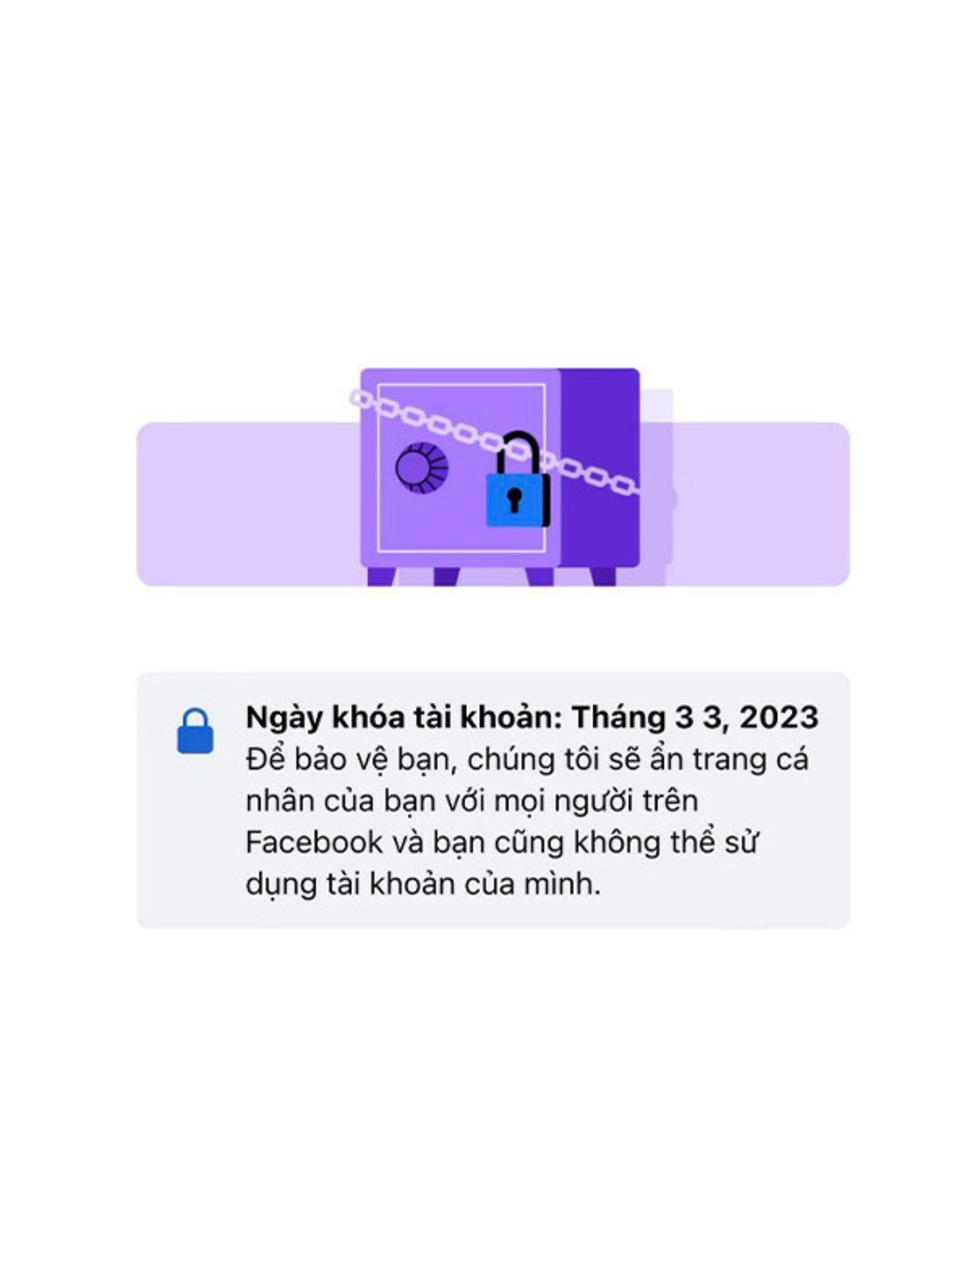 Ngày khóa tài khoản: Tháng 3 3, 2023
Để bảo vệ bạn, chúng tôi sẽ ẩn trang cá
nhân của bạn với mọi người trên
Facebook và bạn cũng không thể sử
dụng tài khoản của mình.